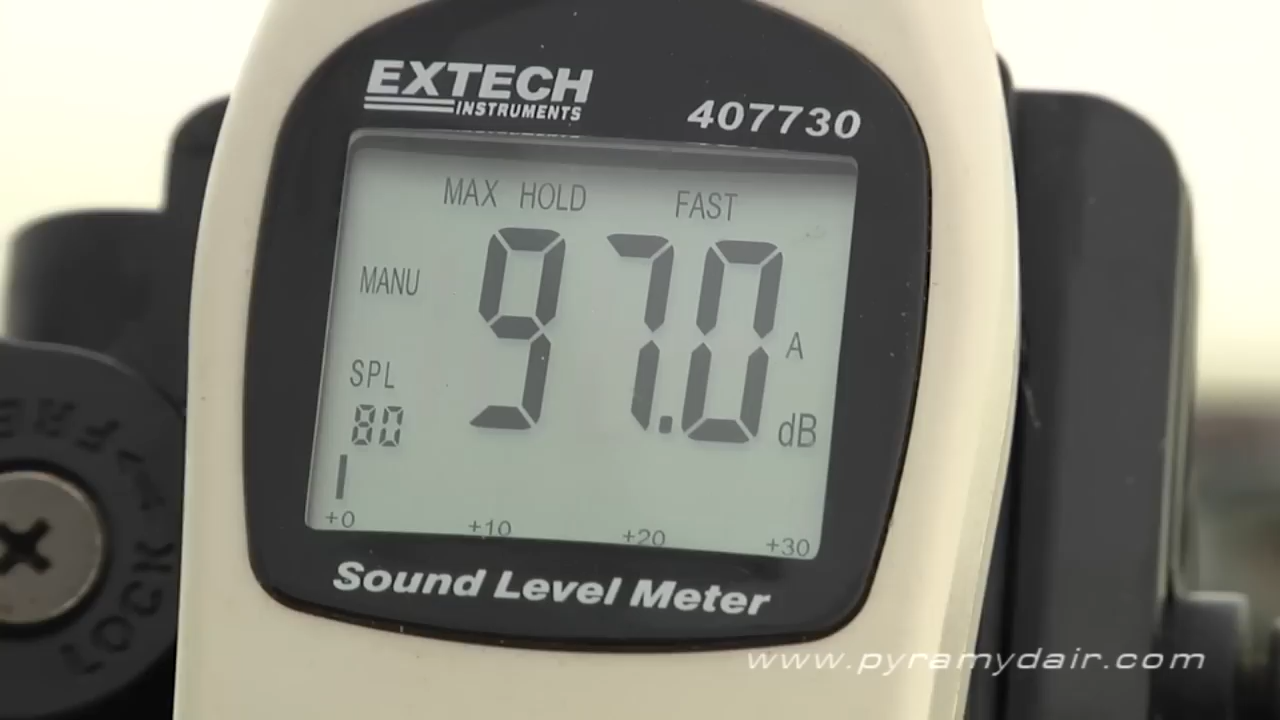 EXTECH
INSTRUMENTS
407730
MAX HOLD FAST
MANU
97.0
A
SPL
80
dB
+0 +10 +20 +30
Sound Level Meter
FREE
LOCK
www.pyramydair.com